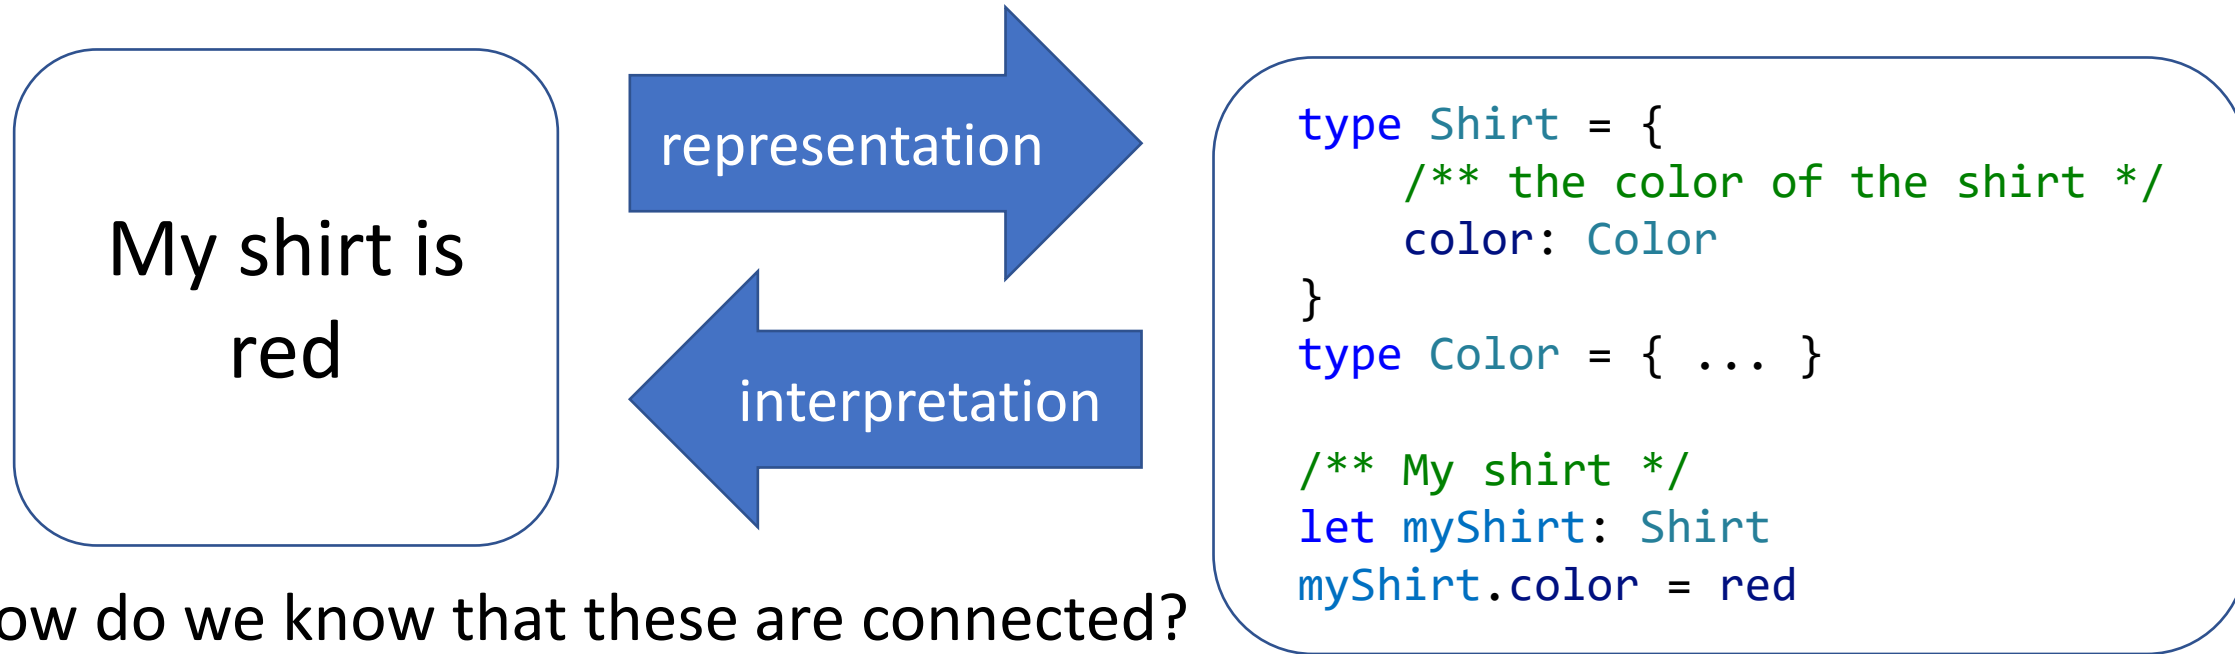 My shirt is
red
representation
interpretation
type Shirt = {
    /** the color of the shirt */
    color: Color
}
type Color = { ... }

/** My shirt */
let myShirt: Shirt
myShirt.color = red
ow do we know that these are connected?